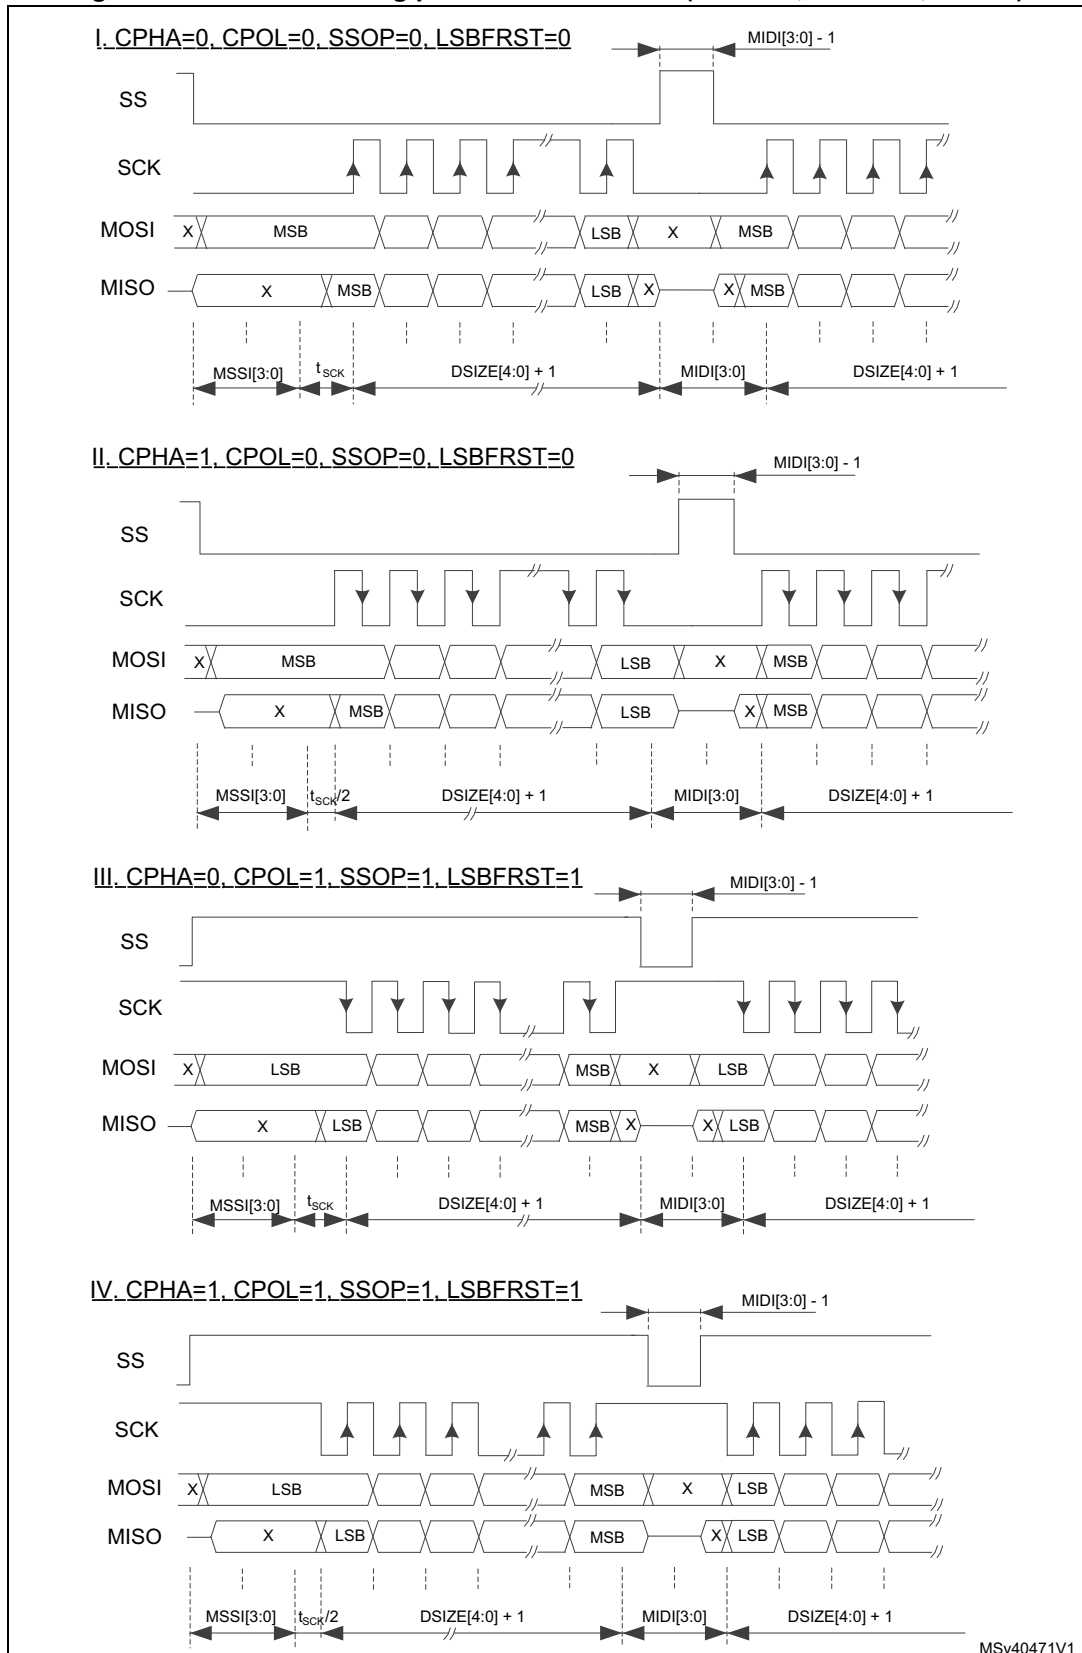 I. CPHA=0, CPOL=0, SSOP=0, LSBFRST=0
MIDI[3:0] - 1
SS
SCK
MOSI X MSB LSB X MSB
MISO X MSB LSB X X MSB
MSSI[3:0] tSCK DSIZE[4:0] + 1 MIDI[3:0] DSIZE[4:0] + 1
II. CPHA=1, CPOL=0, SSOP=0, LSBFRST=0
MIDI[3:0] - 1
SS
SCK
MOSI X MSB LSB X MSB
MISO X MSB LSB X MSB
MSSI[3:0] tSCK/2 DSIZE[4:0] + 1 MIDI[3:0] DSIZE[4:0] + 1
III. CPHA=0, CPOL=1, SSOP=1, LSBFRST=1
MIDI[3:0] - 1
SS
SCK
MOSI X LSB MSB X LSB
MISO X LSB MSB X X LSB
MSSI[3:0] tSCK DSIZE[4:0] + 1 MIDI[3:0] DSIZE[4:0] + 1
IV. CPHA=1, CPOL=1, SSOP=1, LSBFRST=1
MIDI[3:0] - 1
SS
SCK
MOSI X LSB MSB X LSB
MISO X LSB MSB X LSB
MSSI[3:0] tSCK/2 DSIZE[4:0] + 1 MIDI[3:0] DSIZE[4:0] + 1
MSv40471V1